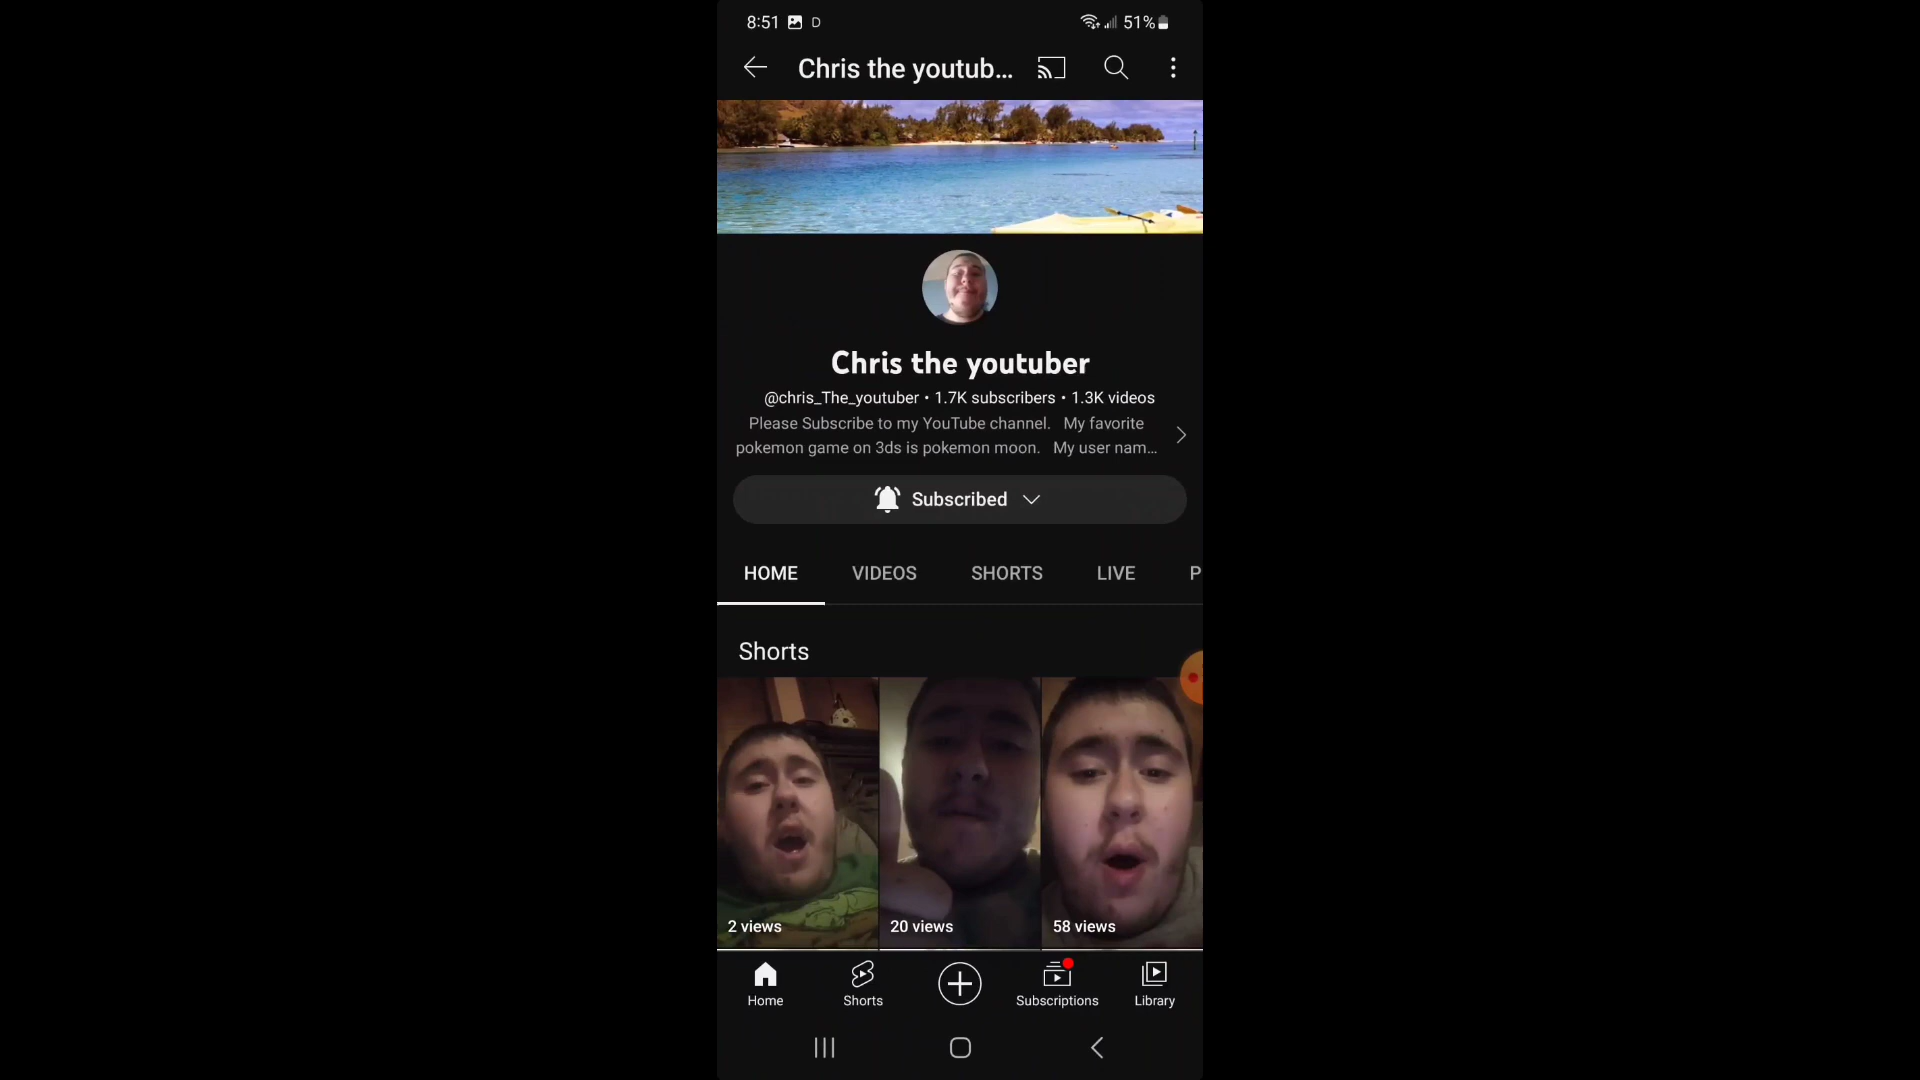 8:51 D 51%
Chris the youtub...
Chris the youtuber
@chris_The_youtuber • 1.7K subscribers • 1.3K videos
Please Subscribe to my YouTube channel. My favorite
pokemon game on 3ds is pokemon moon. My user nam...
Subscribed
HOME VIDEOS SHORTS LIVE P
Shorts
2 views 20 views 58 views
Home Shorts Subscriptions Library